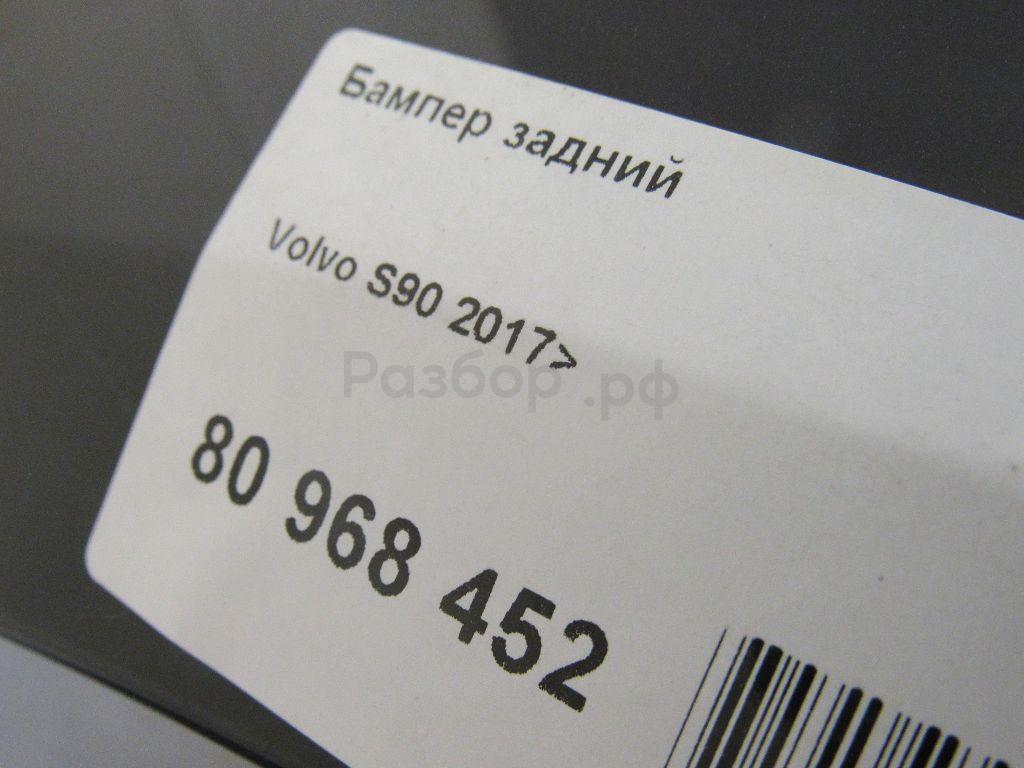 Бампер задний
Volvo S90 2017>
Разбор.рф
80 968 452